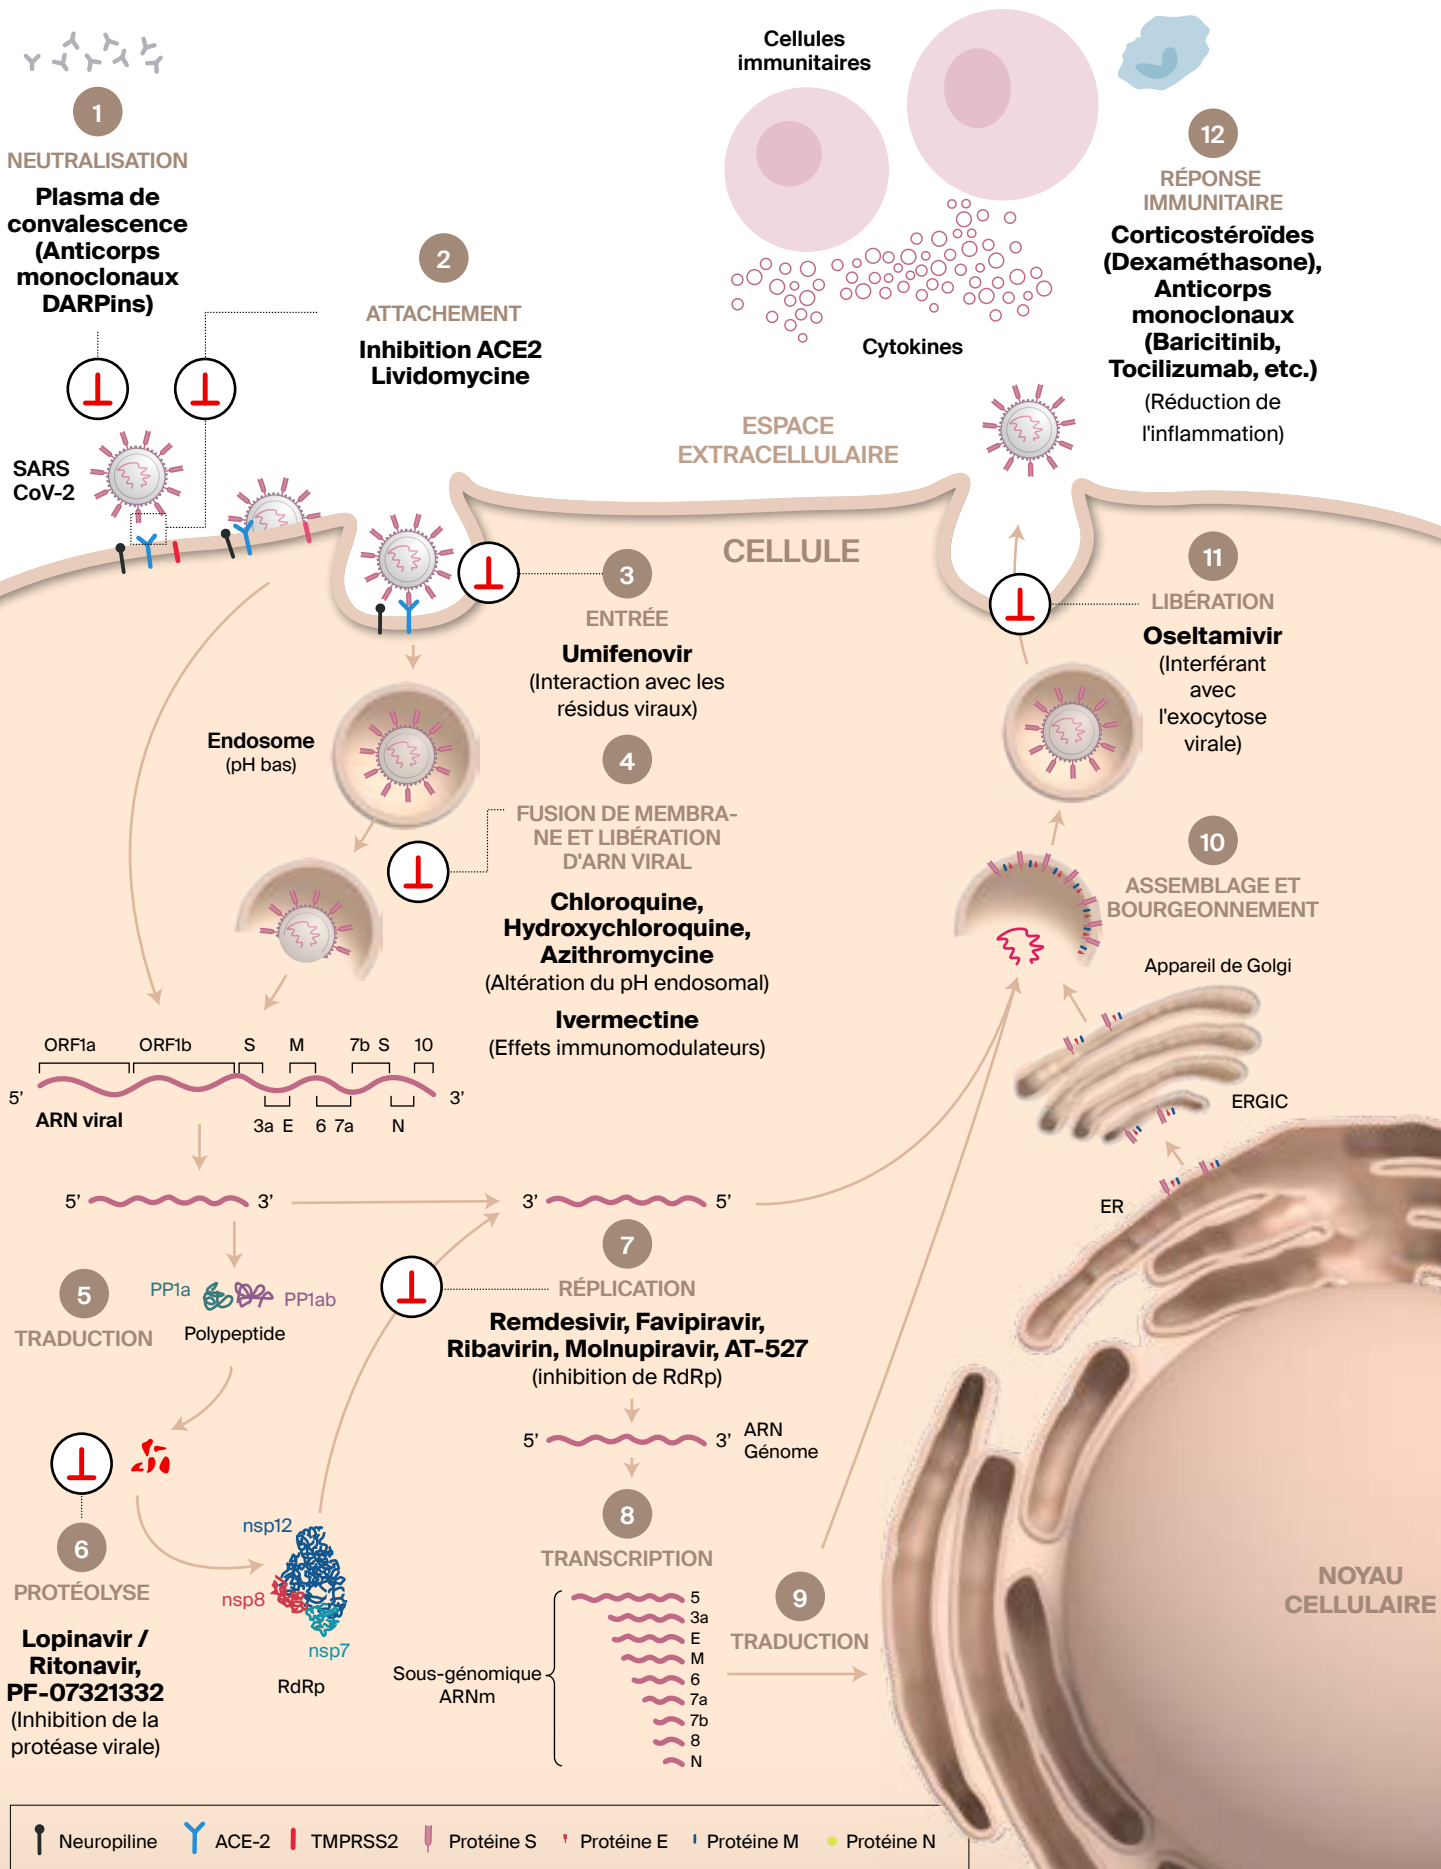 1
NEUTRALISATION
Plasma de
convalescence
(Anticorps
monoclonaux
DARPins)
2
ATTACHEMENT
Inhibition ACE2
Lividomycine
Cellules
immunitaires
Cytokines
12
RÉPONSE
IMMUNITAIRE
Corticostéroïdes
(Dexaméthasone),
Anticorps
monoclonaux
(Baricitinib,
Tocilizumab, etc.)
(Réduction de
l'inflammation)
ESPACE
EXTRACELLULAIRE
SARS
CoV-2
CELLULE
3
ENTRÉE
Umifenovir
(Interaction avec les
résidus viraux)
11
LIBÉRATION
Oseltamivir
(Interférant
avec
l'exocytose
virale)
Endosome
(pH bas)
4
FUSION DE MEMBRA-
NE ET LIBÉRATION
D'ARN VIRAL
Chloroquine,
Hydroxychloroquine,
Azithromycine
(Altération du pH endosomal)
Ivermectine
(Effets immunomodulateurs)
10
ASSEMBLAGE ET
BOURGEONNEMENT
Appareil de Golgi
ERGIC
ER
ORF1a ORF1b S M 7b S 10
5' 3'
ARN viral
3a E 6 7a N
5' 3'
3' 5'
5
TRADUCTION
PP1a PP1ab
Polypeptide
7
RÉPLICATION
Remdesivir, Favipiravir,
Ribavirin, Molnupiravir, AT-527
(inhibition de RdRp)
5' 3' ARN
Génome
6
PROTÉOLYSE
Lopinavir /
Ritonavir,
PF-07321332
(Inhibition de la
protéase virale)
nsp12
nsp8
nsp7
RdRp
8
TRANSCRIPTION
Sous-génomique
ARNm
5
3a
E
M
6
7a
7b
8
N
9
TRADUCTION
NOYAU
CELLULAIRE
Neuropiline ACE-2 TMPRSS2 Protéine S Protéine E Protéine M Protéine N